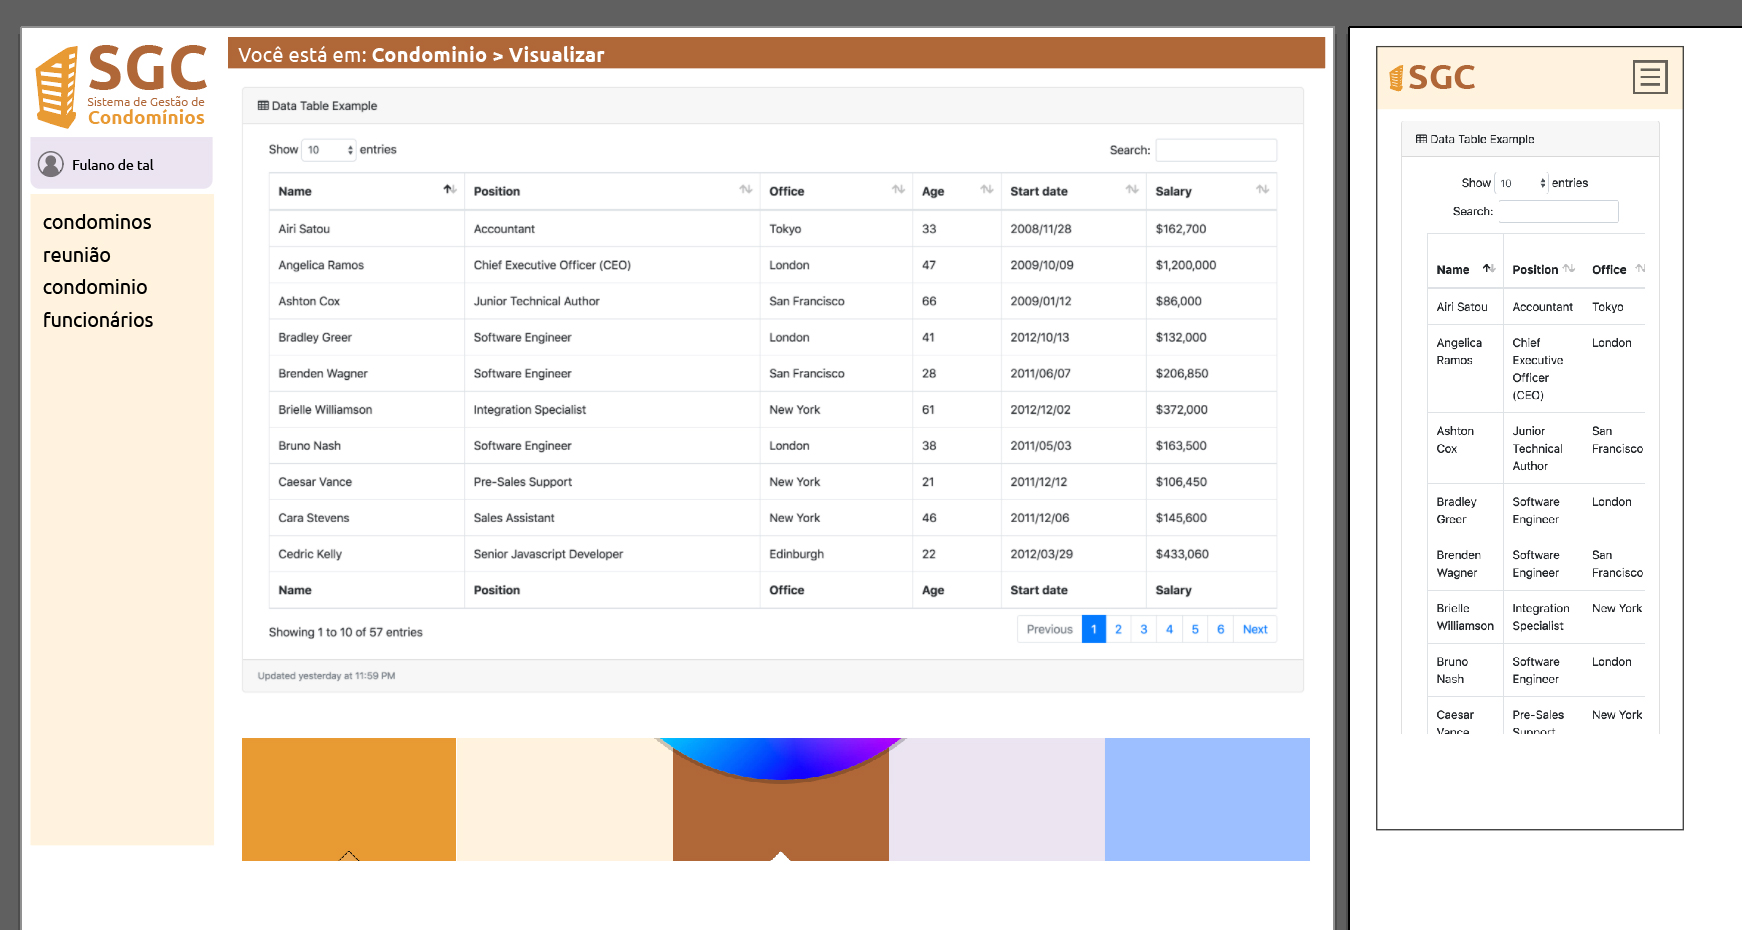 SGC
Sistema de Gestão de
Condomínios
Fulano de tal
condominos
reunião
condominio
funcionários
Você está em: Condominio > Visualizar
Data Table Example
Show 10 entries Search:
Name Position Office Age Start date Salary
Airi Satou Accountant Tokyo 33 2008/11/28 $162,700
Angelica Ramos Chief Executive Officer (CEO) London 47 2009/10/09 $1,200,000
Ashton Cox Junior Technical Author San Francisco 66 2009/01/12 $86,000
Bradley Greer Software Engineer London 41 2012/10/13 $132,000
Brenden Wagner Software Engineer San Francisco 28 2011/06/07 $206,850
Brielle Williamson Integration Specialist New York 61 2012/12/02 $372,000
Bruno Nash Software Engineer London 38 2011/05/03 $163,500
Caesar Vance Pre-Sales Support New York 21 2011/12/12 $106,450
Cara Stevens Sales Assistant New York 46 2011/12/06 $145,600
Cedric Kelly Senior Javascript Developer Edinburgh 22 2012/03/29 $433,060
Name Position Office Age Start date Salary
Showing 1 to 10 of 57 entries Previous 1 2 3 4 5 6 Next
Updated yesterday at 11:59 PM
SGC
Data Table Example
Show 10 entries
Search:
Name Position Office
Airi Satou Accountant Tokyo
Angelica Chief London
Ramos Executive
Officer
(CEO)
Ashton Junior San
Cox Technical Francisco
Author
Bradley Software London
Greer Engineer
Brenden Software San
Wagner Engineer Francisco
Brielle Integration New York
Williamson Specialist
Bruno Software London
Nash Engineer
Caesar Pre-Sales New York
Vance Support